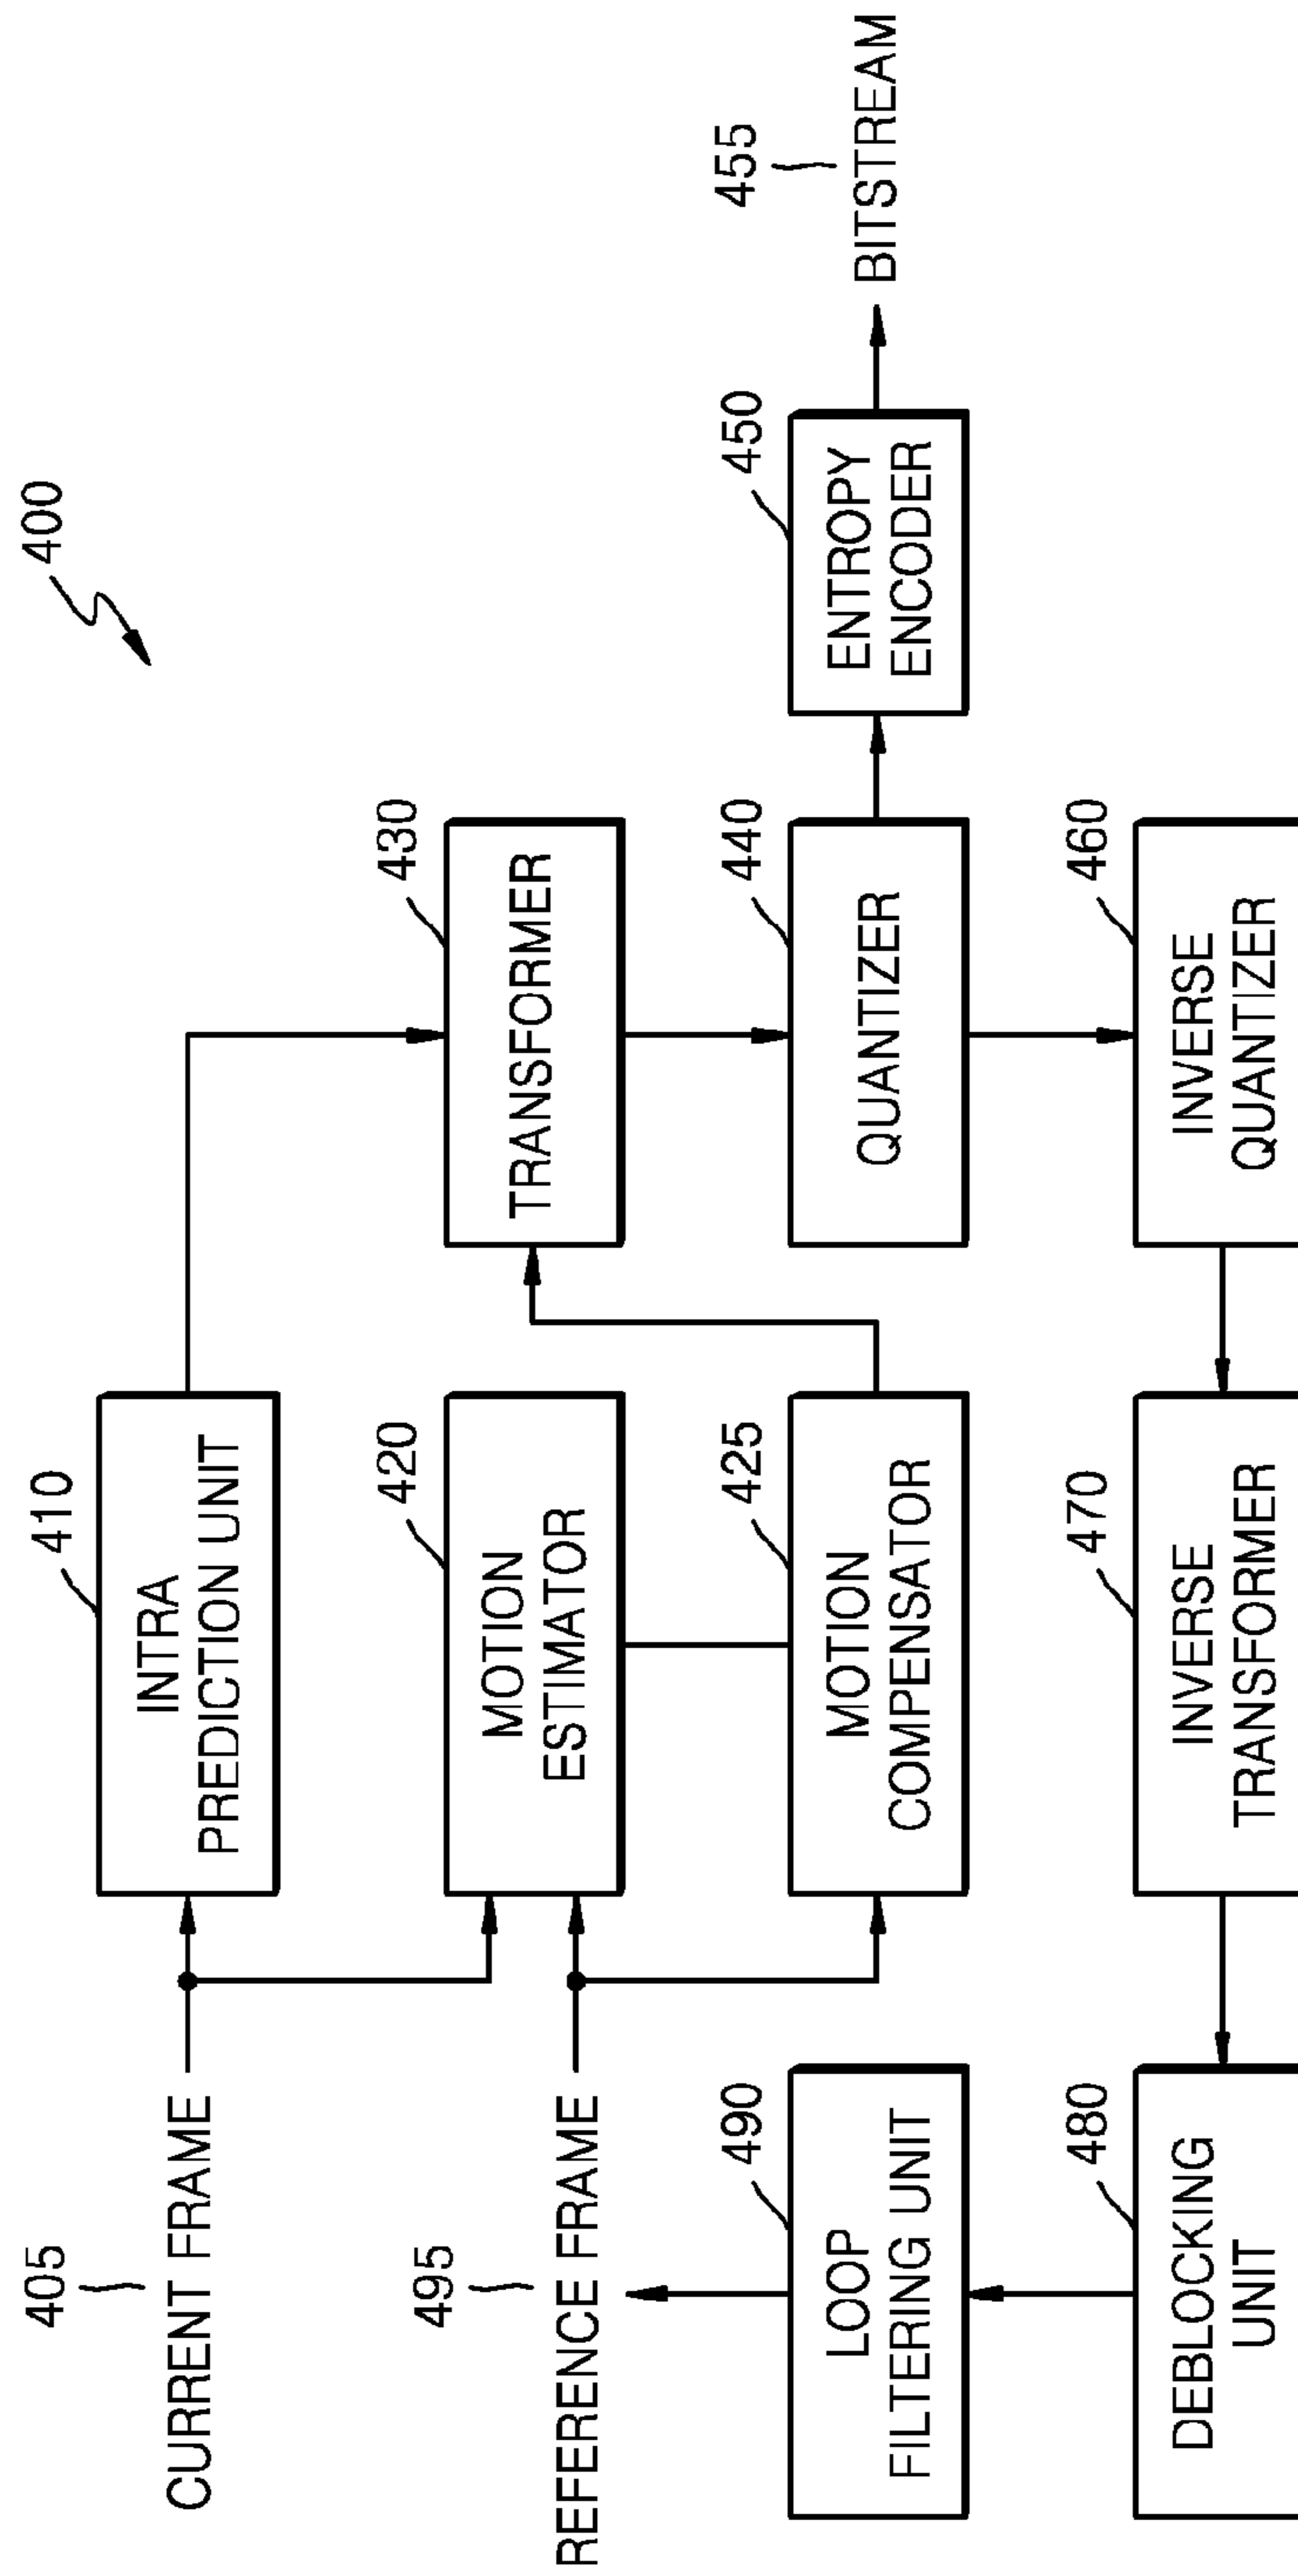 400
405
CURRENT FRAME
410
INTRA
PREDICTION UNIT
495
REFERENCE FRAME
420
MOTION
ESTIMATOR
430
TRANSFORMER
490
LOOP
FILTERING UNIT
425
MOTION
COMPENSATOR
440
QUANTIZER
450
ENTROPY
ENCODER
455
BITSTREAM
480
DEBLOCKING
UNIT
470
INVERSE
TRANSFORMER
460
INVERSE
QUANTIZER